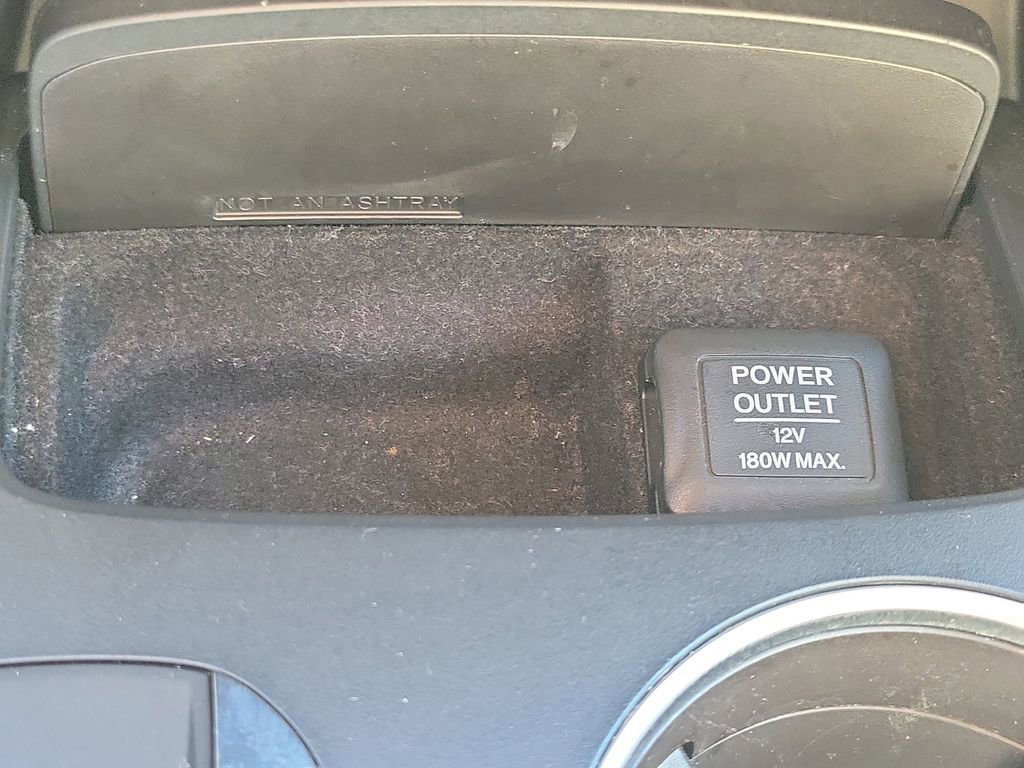 NOT AN ASHTRAY
POWER
OUTLET
12V
180W MAX.